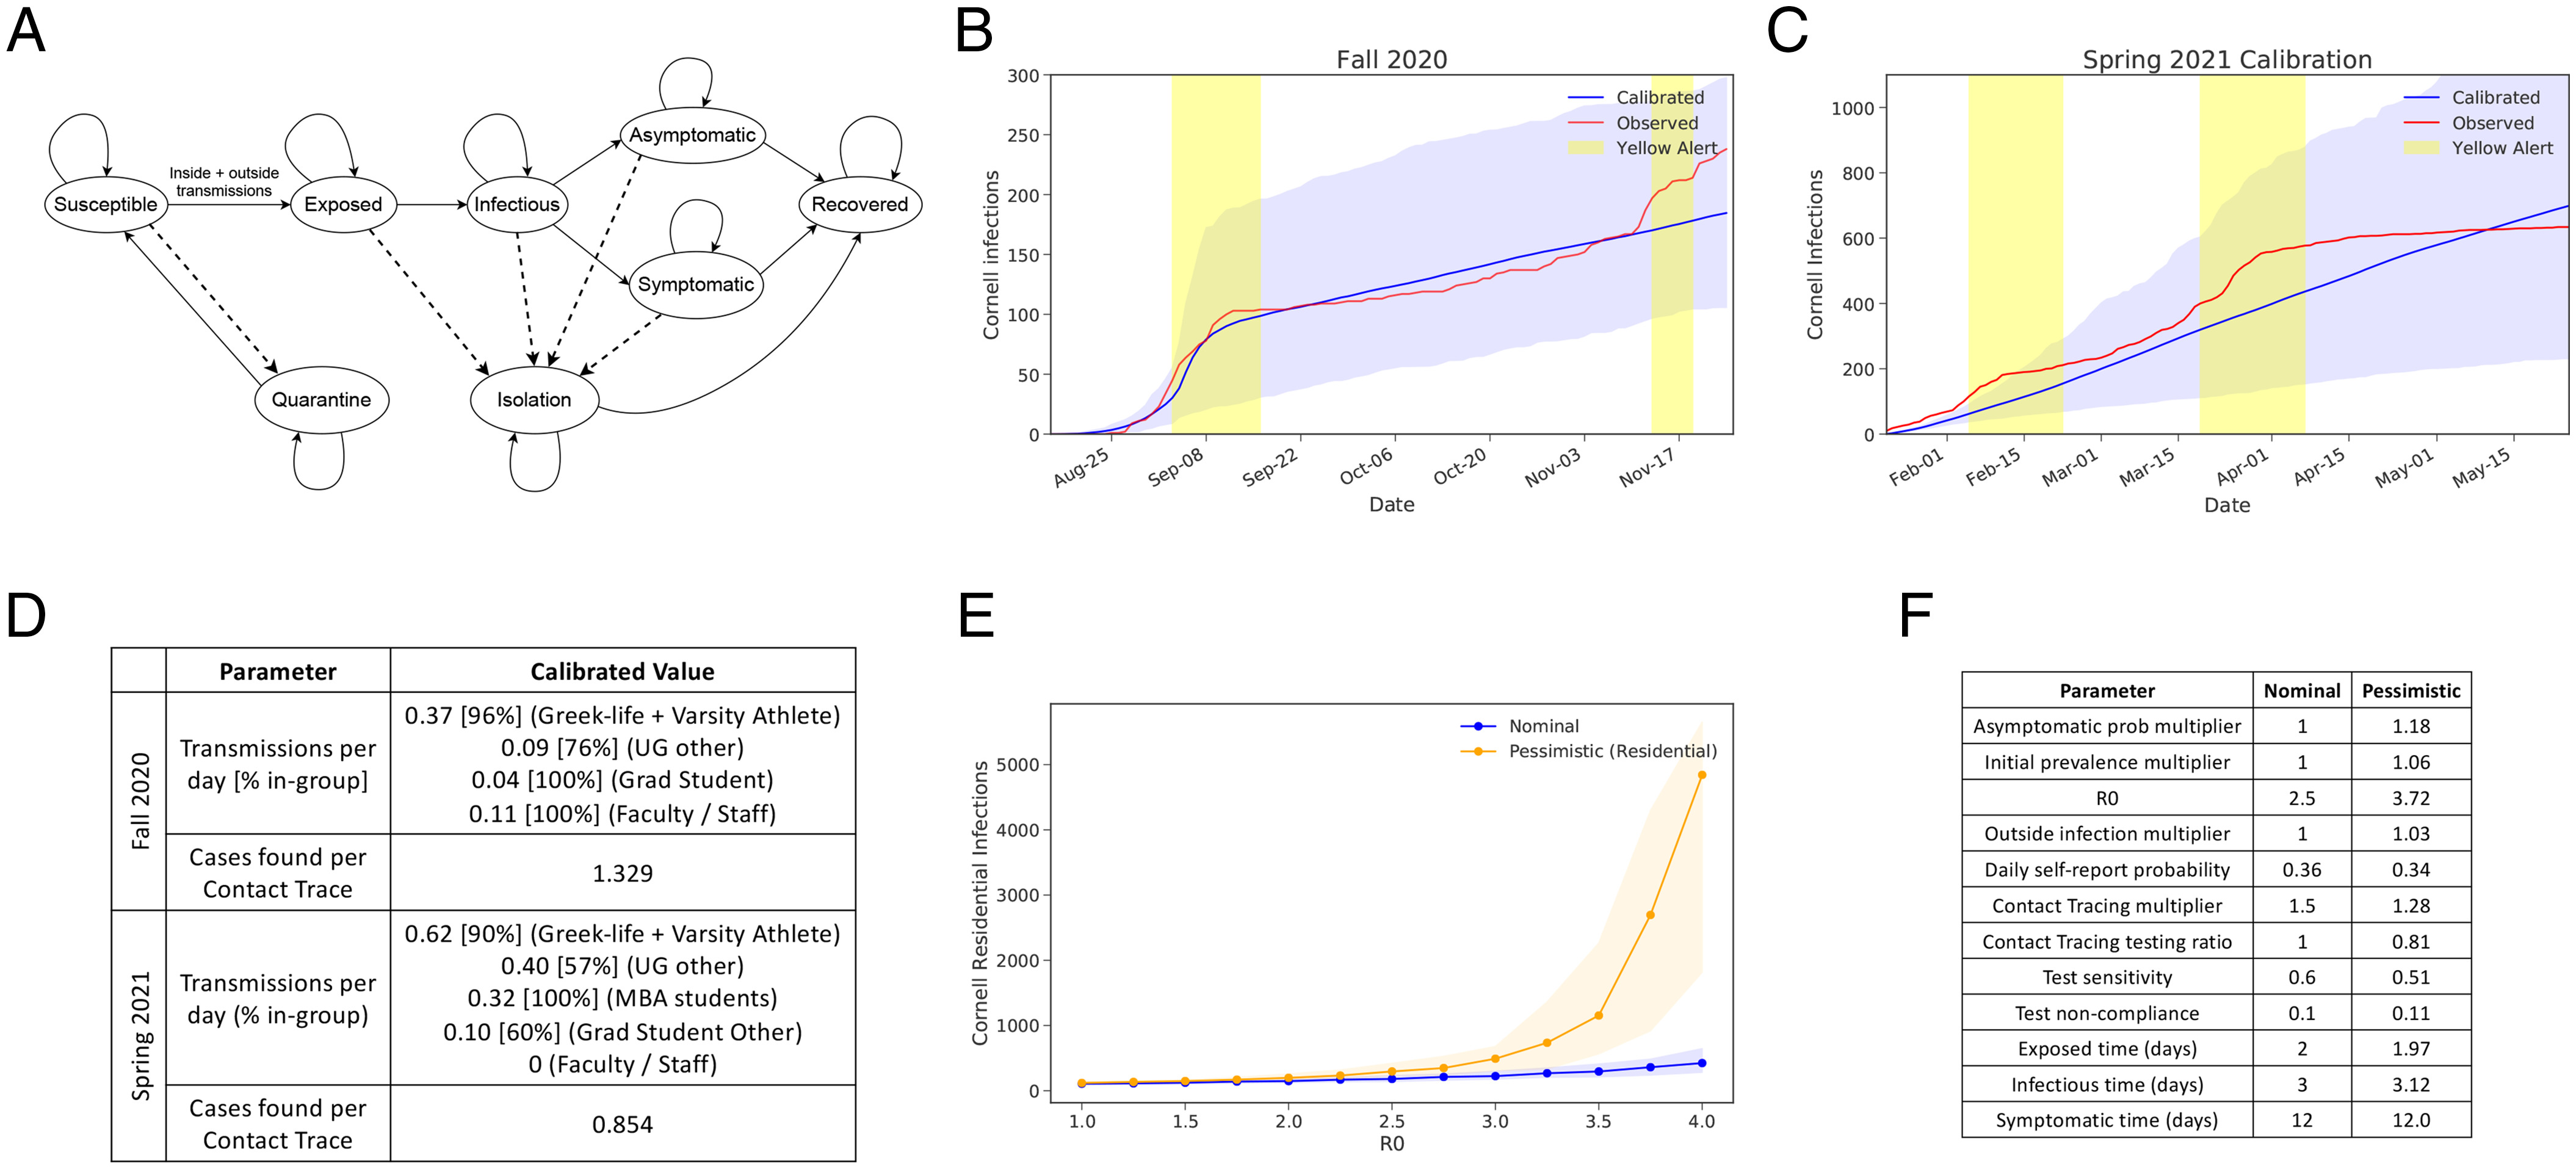 A
Inside + outside
transmissions
Susceptible
Exposed
Infectious
Asymptomatic
Symptomatic
Recovered
Quarantine
Isolation
B
Fall 2020
Calibrated
Observed
Yellow Alert
Cornell infections
300
250
200
150
100
50
0
Aug-25
Sep-08
Sep-22
Oct-06
Oct-20
Nov-03
Nov-17
Date
C
Spring 2021 Calibration
Calibrated
Observed
Yellow Alert
Cornell Infections
1000
800
600
400
200
0
Feb-01
Feb-15
Mar-01
Mar-15
Apr-01
Apr-15
May-01
May-15
Date
D
Parameter
Calibrated Value
Fall 2020
Transmissions per
day [% in-group]
0.37 [96%] (Greek-life + Varsity Athlete)
0.09 [76%] (UG other)
0.04 [100%] (Grad Student)
0.11 [100%] (Faculty / Staff)
Cases found per
Contact Trace
1.329
Spring 2021
Transmissions per
day (% in-group)
0.62 [90%] (Greek-life + Varsity Athlete)
0.40 [57%] (UG other)
0.32 [100%] (MBA students)
0.10 [60%] (Grad Student Other)
0 (Faculty / Staff)
Cases found per
Contact Trace
0.854
E
Nominal
Pessimistic (Residential)
Cornell Residential Infections
5000
4000
3000
2000
1000
0
1.0
1.5
2.0
2.5
3.0
3.5
4.0
R0
F
Parameter Nominal Pessimistic
Asymptomatic prob multiplier 1 1.18
Initial prevalence multiplier 1 1.06
R0 2.5 3.72
Outside infection multiplier 1 1.03
Daily self-report probability 0.36 0.34
Contact Tracing multiplier 1.5 1.28
Contact Tracing testing ratio 1 0.81
Test sensitivity 0.6 0.51
Test non-compliance 0.1 0.11
Exposed time (days) 2 1.97
Infectious time (days) 3 3.12
Symptomatic time (days) 12 12.0